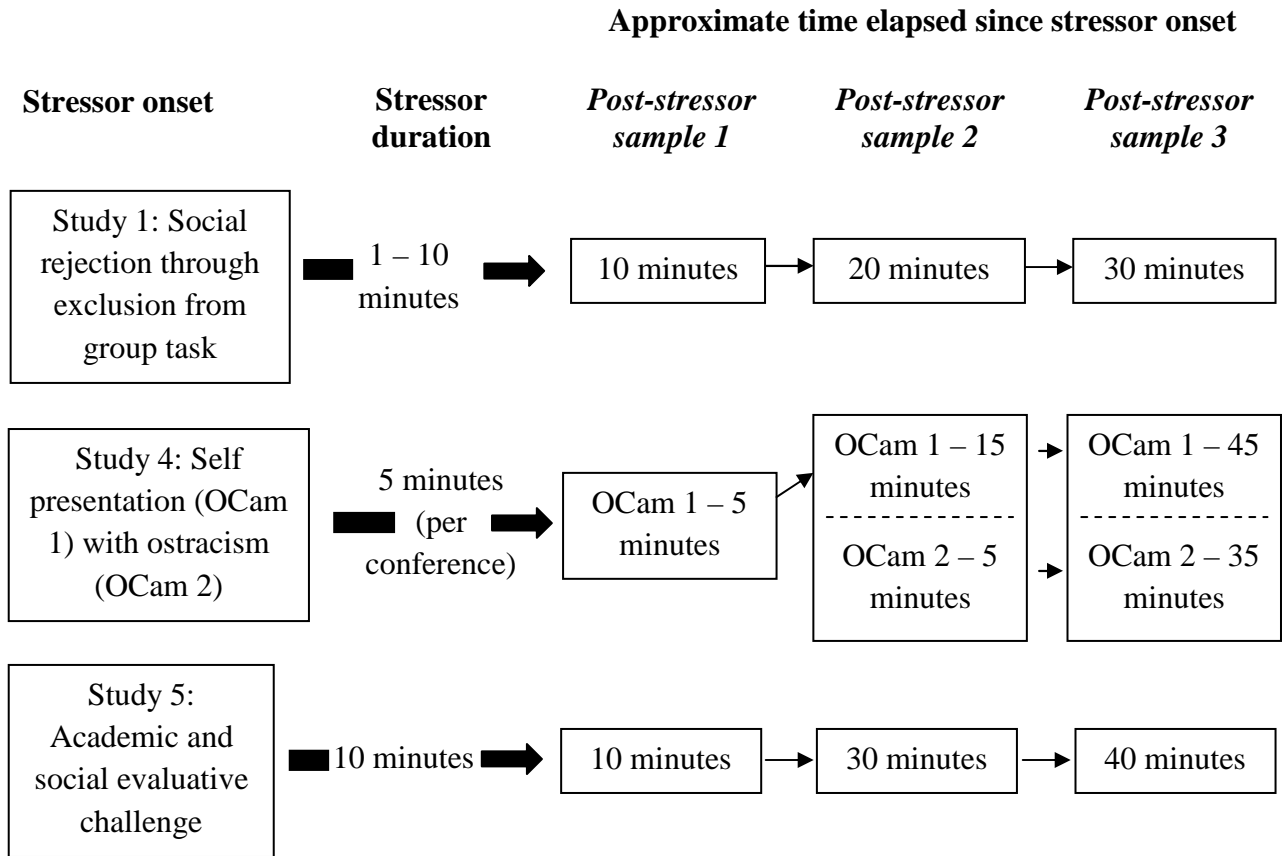 Approximate time elapsed since stressor onset
Stressor onset
Stressor
duration
Post-stressor
sample 1
Post-stressor
sample 2
Post-stressor
sample 3
Study 1: Social
rejection through
exclusion from
group task
1 – 10
minutes
10 minutes
20 minutes
30 minutes
Study 4: Self
presentation (OCam
1) with ostracism
(OCam 2)
5 minutes
(per
conference)
OCam 1 – 5
minutes
OCam 1 – 15
minutes
OCam 2 – 5
minutes
OCam 1 – 45
minutes
OCam 2 – 35
minutes
Study 5:
Academic and
social evaluative
challenge
10 minutes
10 minutes
30 minutes
40 minutes